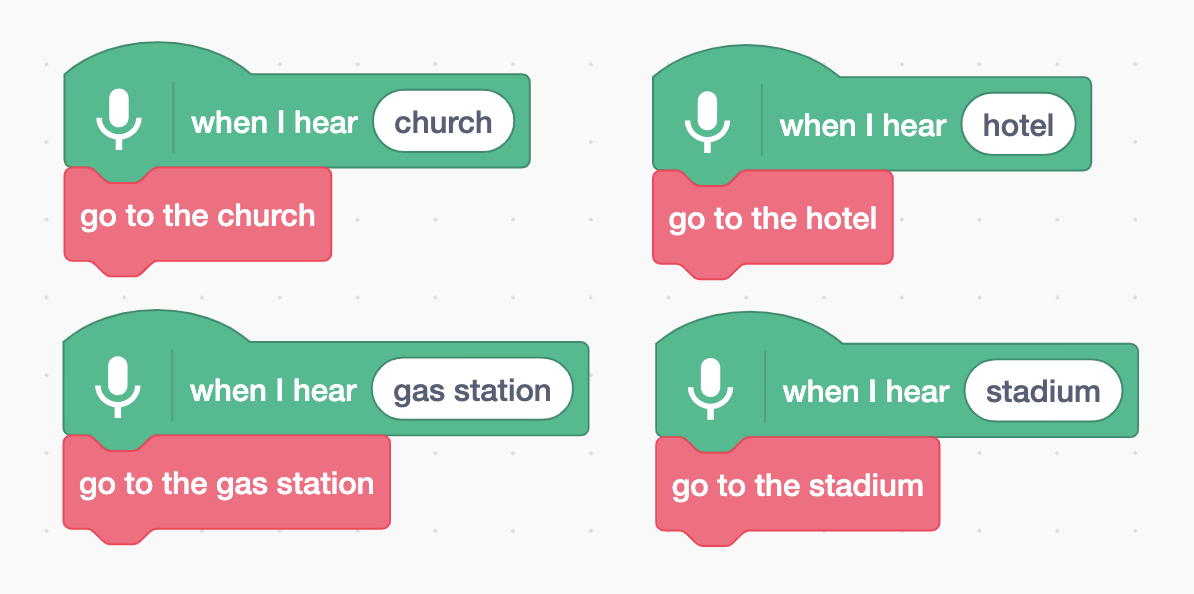 when I hear church
go to the church
when I hear hotel
go to the hotel
when I hear gas station
go to the gas station
when I hear stadium
go to the stadium